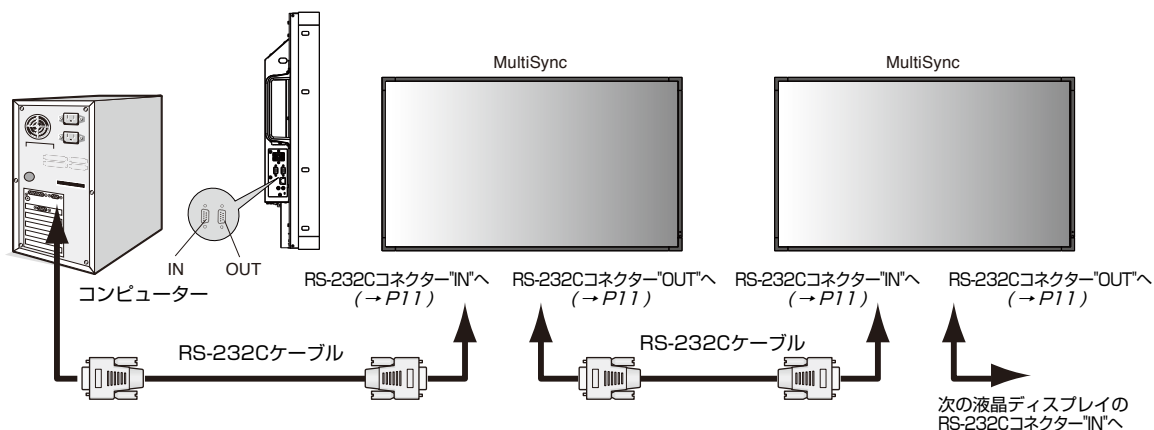 MultiSync
MultiSync
IN
OUT
コンピューター
RS-232Cコネクター"IN"へ
(→P11)
RS-232Cコネクター"OUT"へ
(→P11)
RS-232Cコネクター"IN"へ
(→P11)
RS-232Cコネクター"OUT"へ
(→P11)
RS-232Cケーブル
RS-232Cケーブル
次の液晶ディスプレイの
RS-232Cコネクター"IN"へ